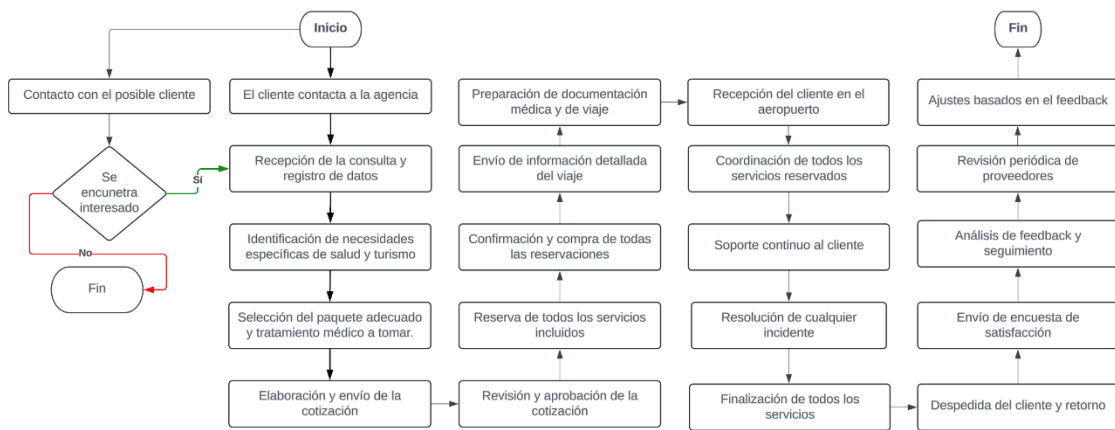 Inicio
Contacto con el posible cliente
Se
encunetra
interesado
Sí
No
Fin
El cliente contacta a la agencia
Recepción de la consulta y
registro de datos
Identificación de necesidades
específicas de salud y turismo
Selección del paquete adecuado
y tratamiento médico a tomar.
Elaboración y envío de la
cotización
Revisión y aprobación de la
cotización
Reserva de todos los servicios
incluidos
Confirmación y compra de todas
las reservaciones
Envío de información detallada
del viaje
Preparación de documentación
médica y de viaje
Recepción del cliente en el
aeropuerto
Coordinación de todos los
servicios reservados
Soporte continuo al cliente
Resolución de cualquier
incidente
Finalización de todos los
servicios
Despedida del cliente y retorno
Envío de encuesta de
satisfacción
Análisis de feedback y
seguimiento
Revisión periódica de
proveedores
Ajustes basados en el feedback
Fin